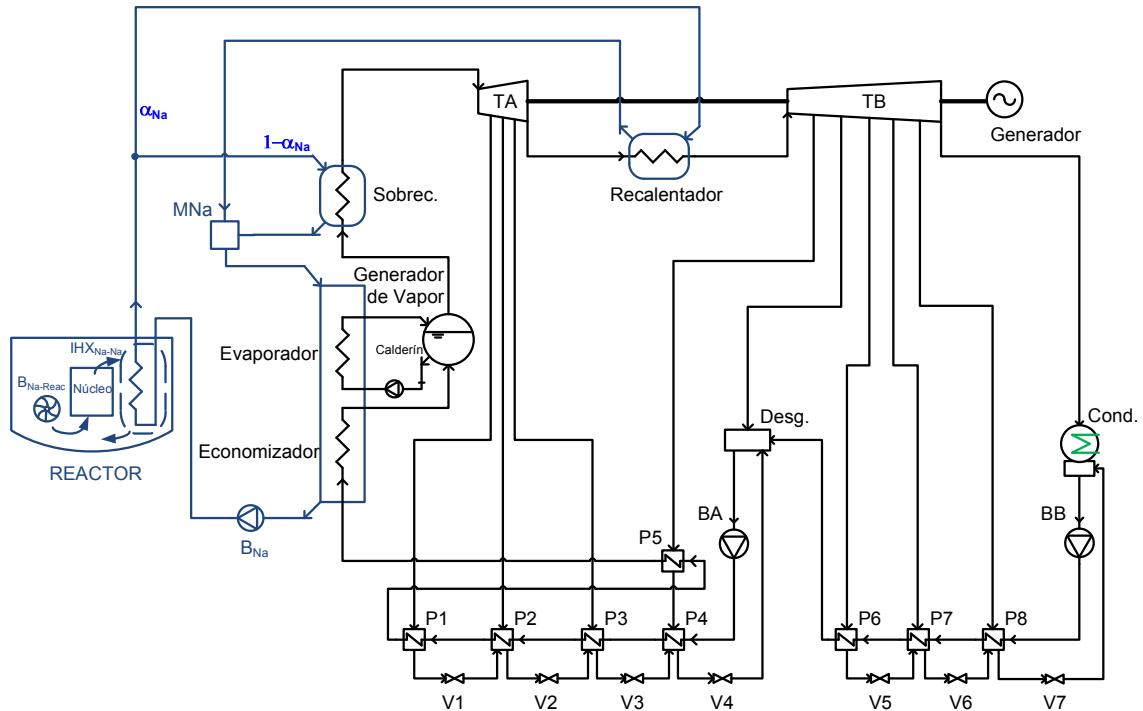 α_Na
1−α_Na
TA
TB
Generador
Sobrec.
Recalentador
MNa
Generador
de Vapor
Calderín
Evaporador
IHX_Na-Na
B_Na-Reac
Núcleo
REACTOR
Economizador
B_Na
Desg.
Cond.
BA
BB
P5
P1
P2
P3
P4
P6
P7
P8
V1
V2
V3
V4
V5
V6
V7